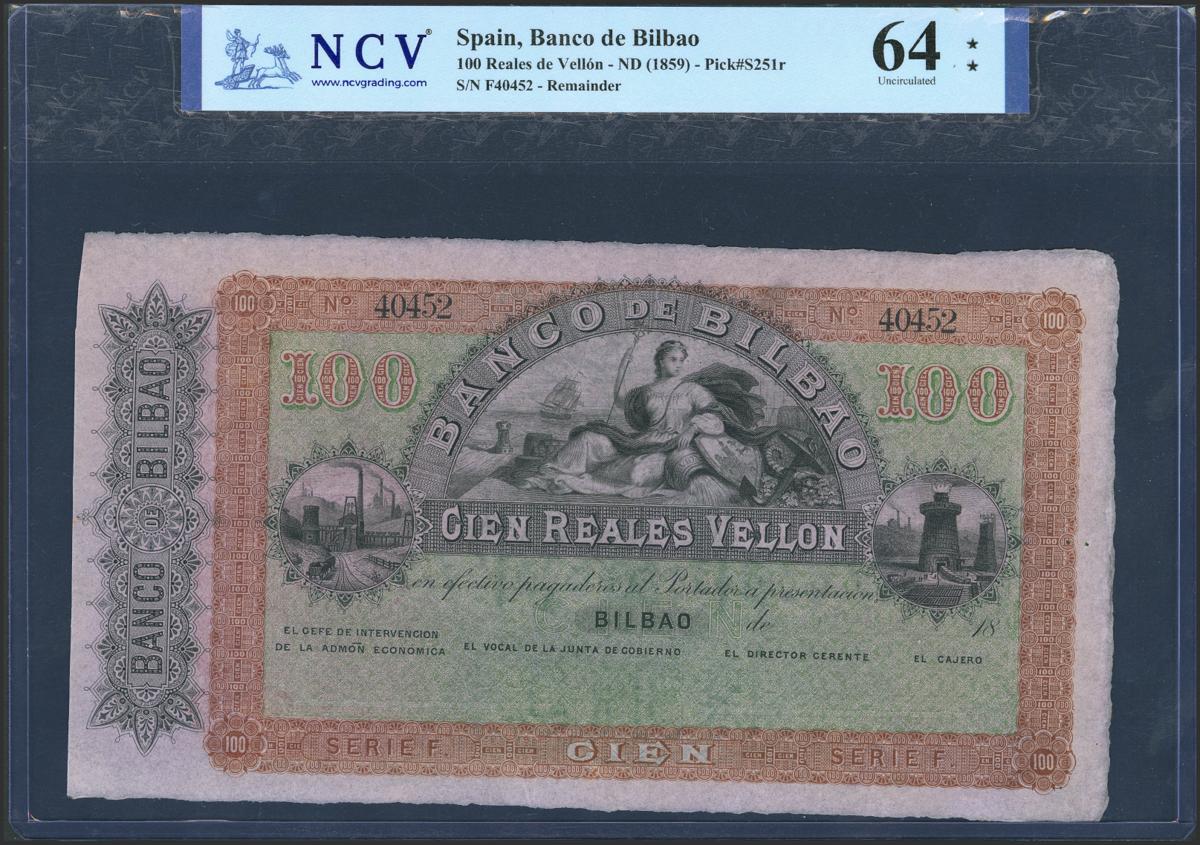 NCV®
www.ncvgrading.com
Spain, Banco de Bilbao
100 Reales de Vellón - ND (1859) - Pick#S251r
S/N F40452 - Remainder
64 ★ ★
Uncirculated
BANCO DE BILBAO
100
Nº 40452
Nº 40452
100
BANCO DE BILBAO
100
100
CIEN REALES VELLON
en efectivo pagaderos al Portador a presentacion
BILBAO de 18
EL GEFE DE INTERVENCION
DE LA ADMON ECONOMICA
EL VOCAL DE LA JUNTA DE GOBIERNO
EL DIRECTOR GERENTE
EL CAJERO
100
SERIE F.
CIEN
SERIE F.
100